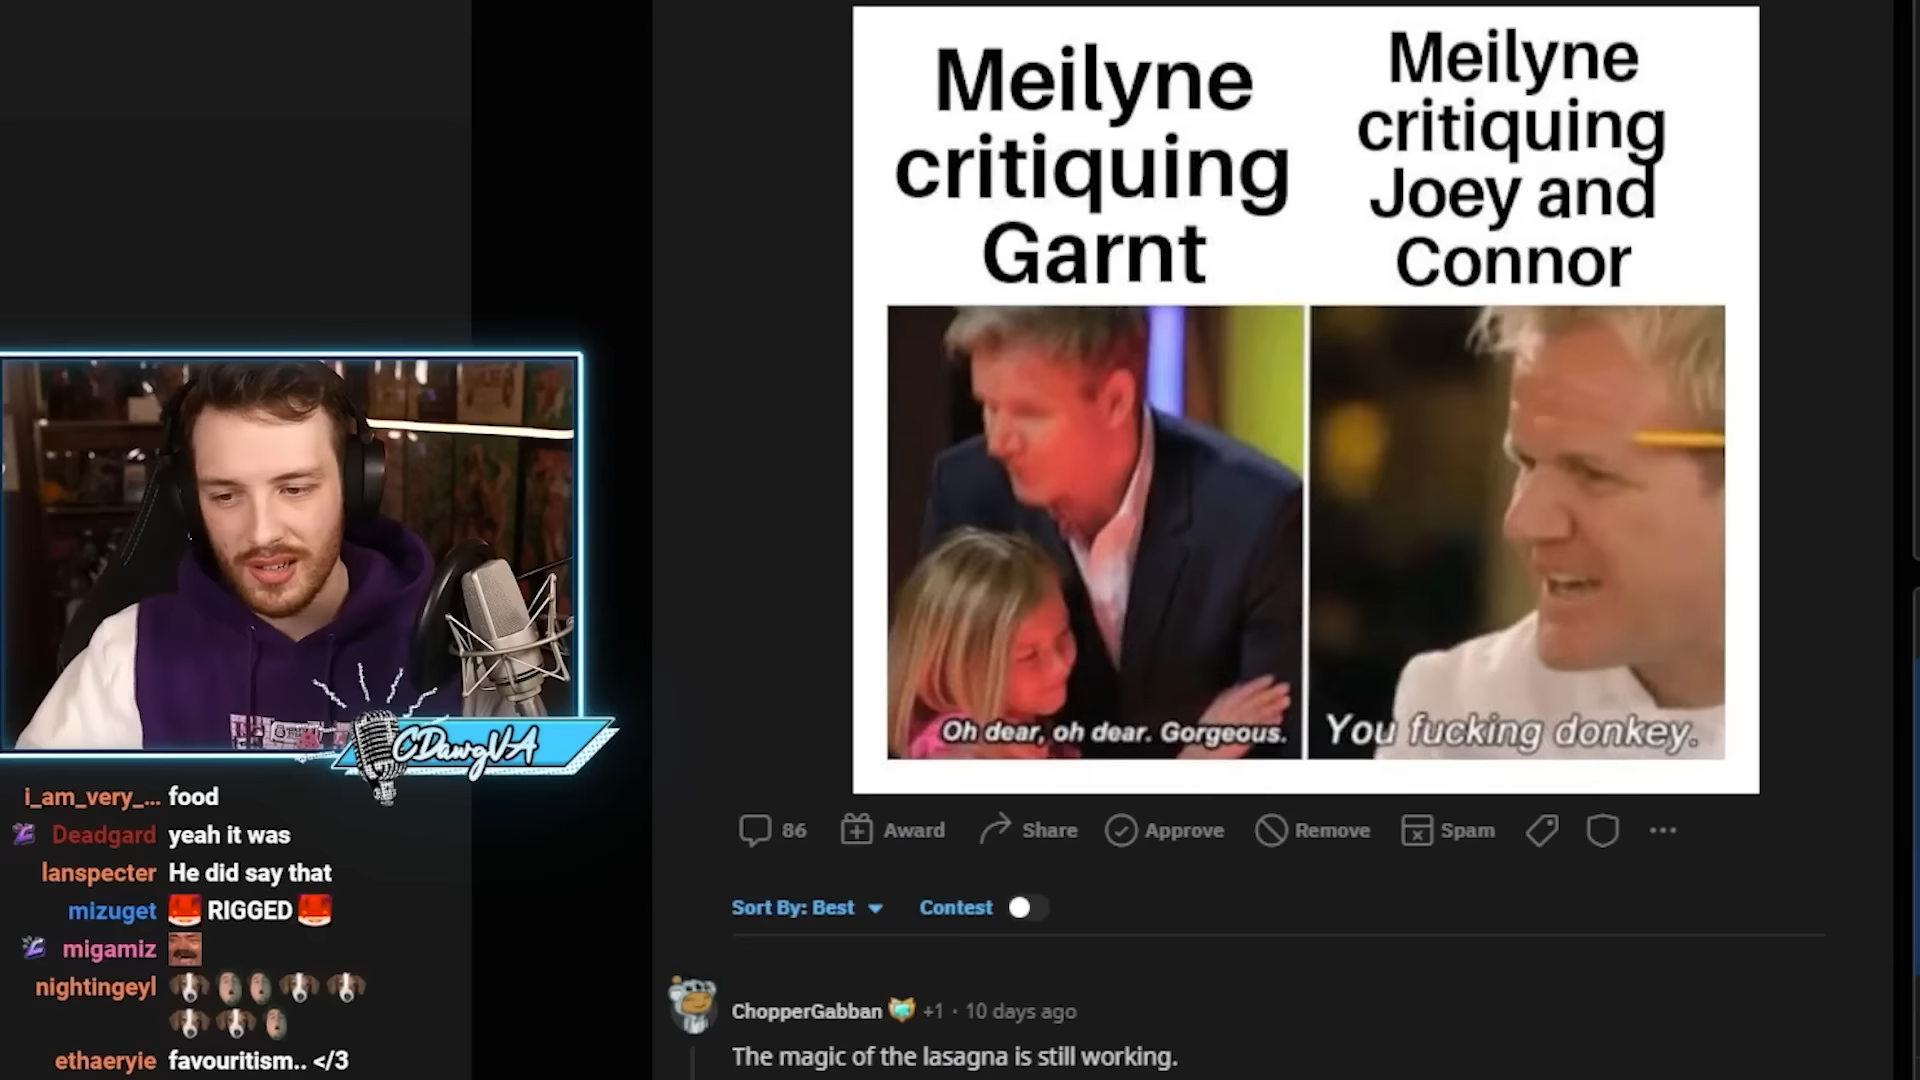 Meilyne
critiquing
Garnt
Meilyne
critiquing
Joey and
Connor
Oh dear, oh dear. Gorgeous.
You fucking donkey.
CDawgVA
i_am_very_... food
Deadgard yeah it was
lanspecter He did say that
mizuget RIGGED
migamiz
nightingeyl
ethaeryie favouritism.. </3
86 Award Share Approve Remove Spam ...
Sort By: Best Contest
ChopperGabban +1 · 10 days ago
The magic of the lasagna is still working.